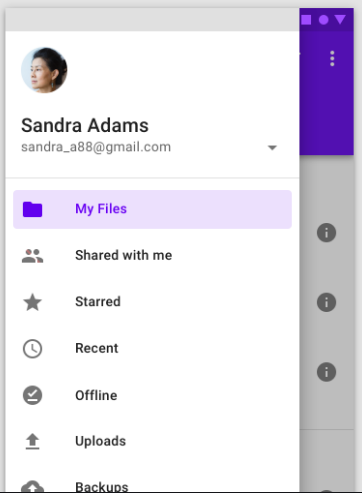 Sandra Adams
sandra_a88@gmail.com
My Files
Shared with me
Starred
Recent
Offline
Uploads
Backups